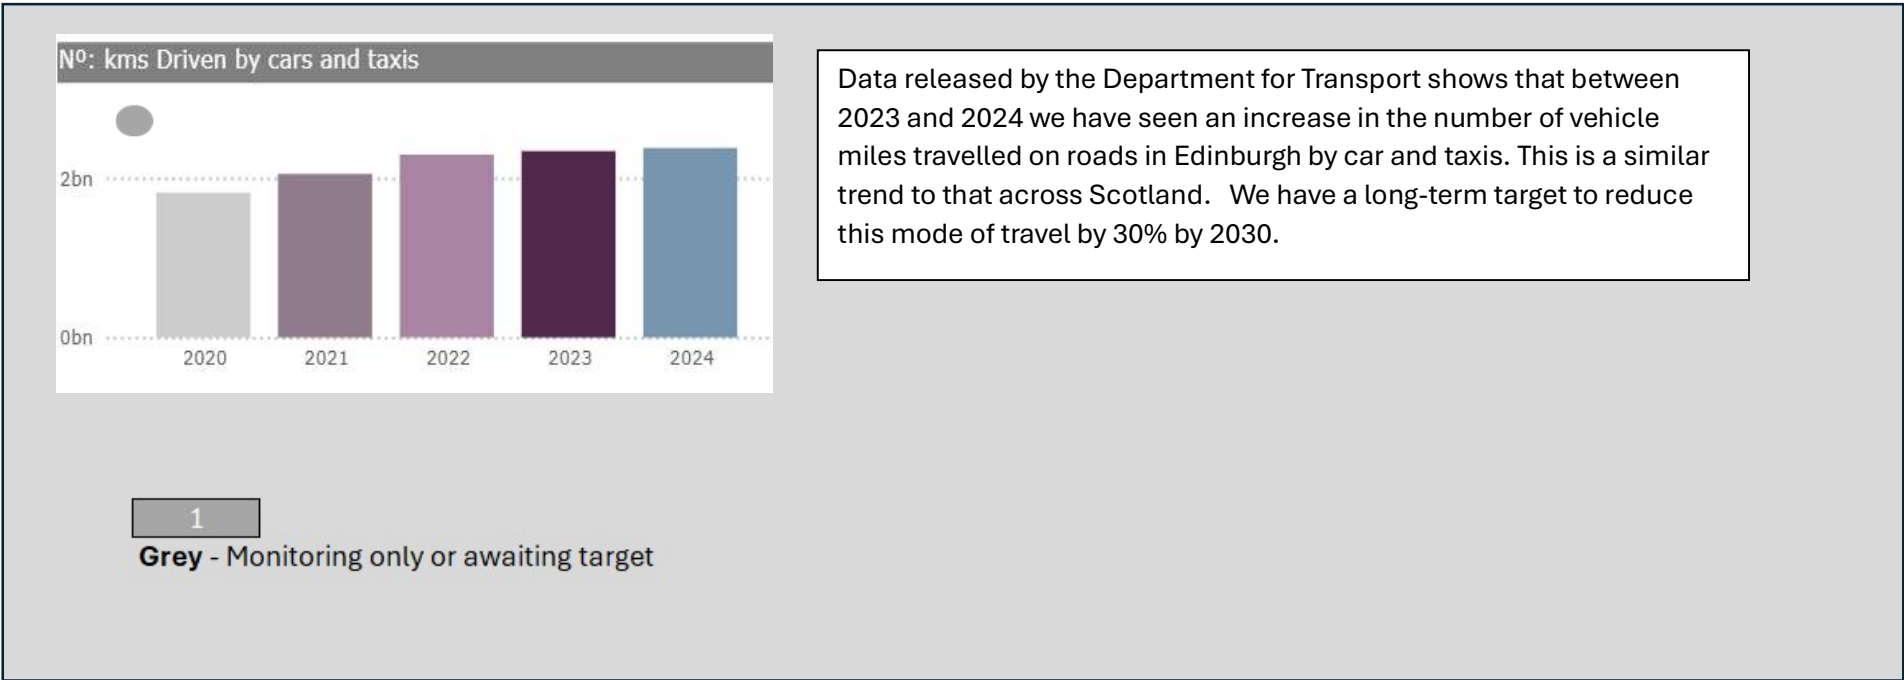 Nº: kms Driven by cars and taxis
2bn
0bn
2020 2021 2022 2023 2024
Data released by the Department for Transport shows that between
2023 and 2024 we have seen an increase in the number of vehicle
miles travelled on roads in Edinburgh by car and taxis. This is a similar
trend to that across Scotland.   We have a long-term target to reduce
this mode of travel by 30% by 2030.
1
Grey - Monitoring only or awaiting target